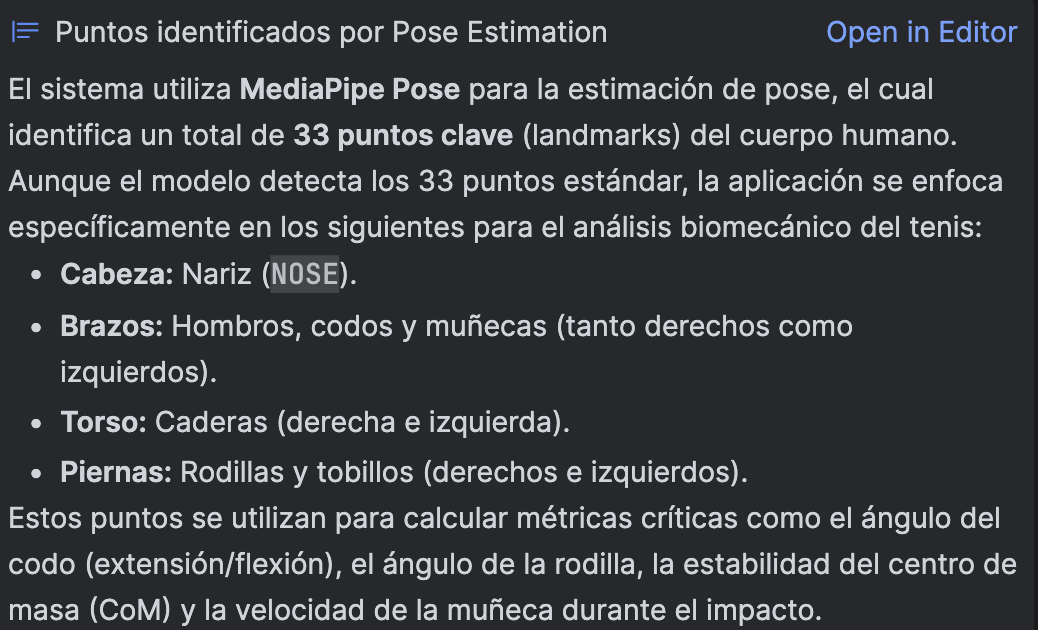 Puntos identificados por Pose Estimation
Open in Editor
El sistema utiliza MediaPipe Pose para la estimación de pose, el cual
identifica un total de 33 puntos clave (landmarks) del cuerpo humano.
Aunque el modelo detecta los 33 puntos estándar, la aplicación se enfoca
específicamente en los siguientes para el análisis biomecánico del tenis:
• Cabeza: Nariz (NOSE).
• Brazos: Hombros, codos y muñecas (tanto derechos como
izquierdos).
• Torso: Caderas (derecha e izquierda).
• Piernas: Rodillas y tobillos (derechos e izquierdos).
Estos puntos se utilizan para calcular métricas críticas como el ángulo del
codo (extensión/flexión), el ángulo de la rodilla, la estabilidad del centro de
masa (CoM) y la velocidad de la muñeca durante el impacto.